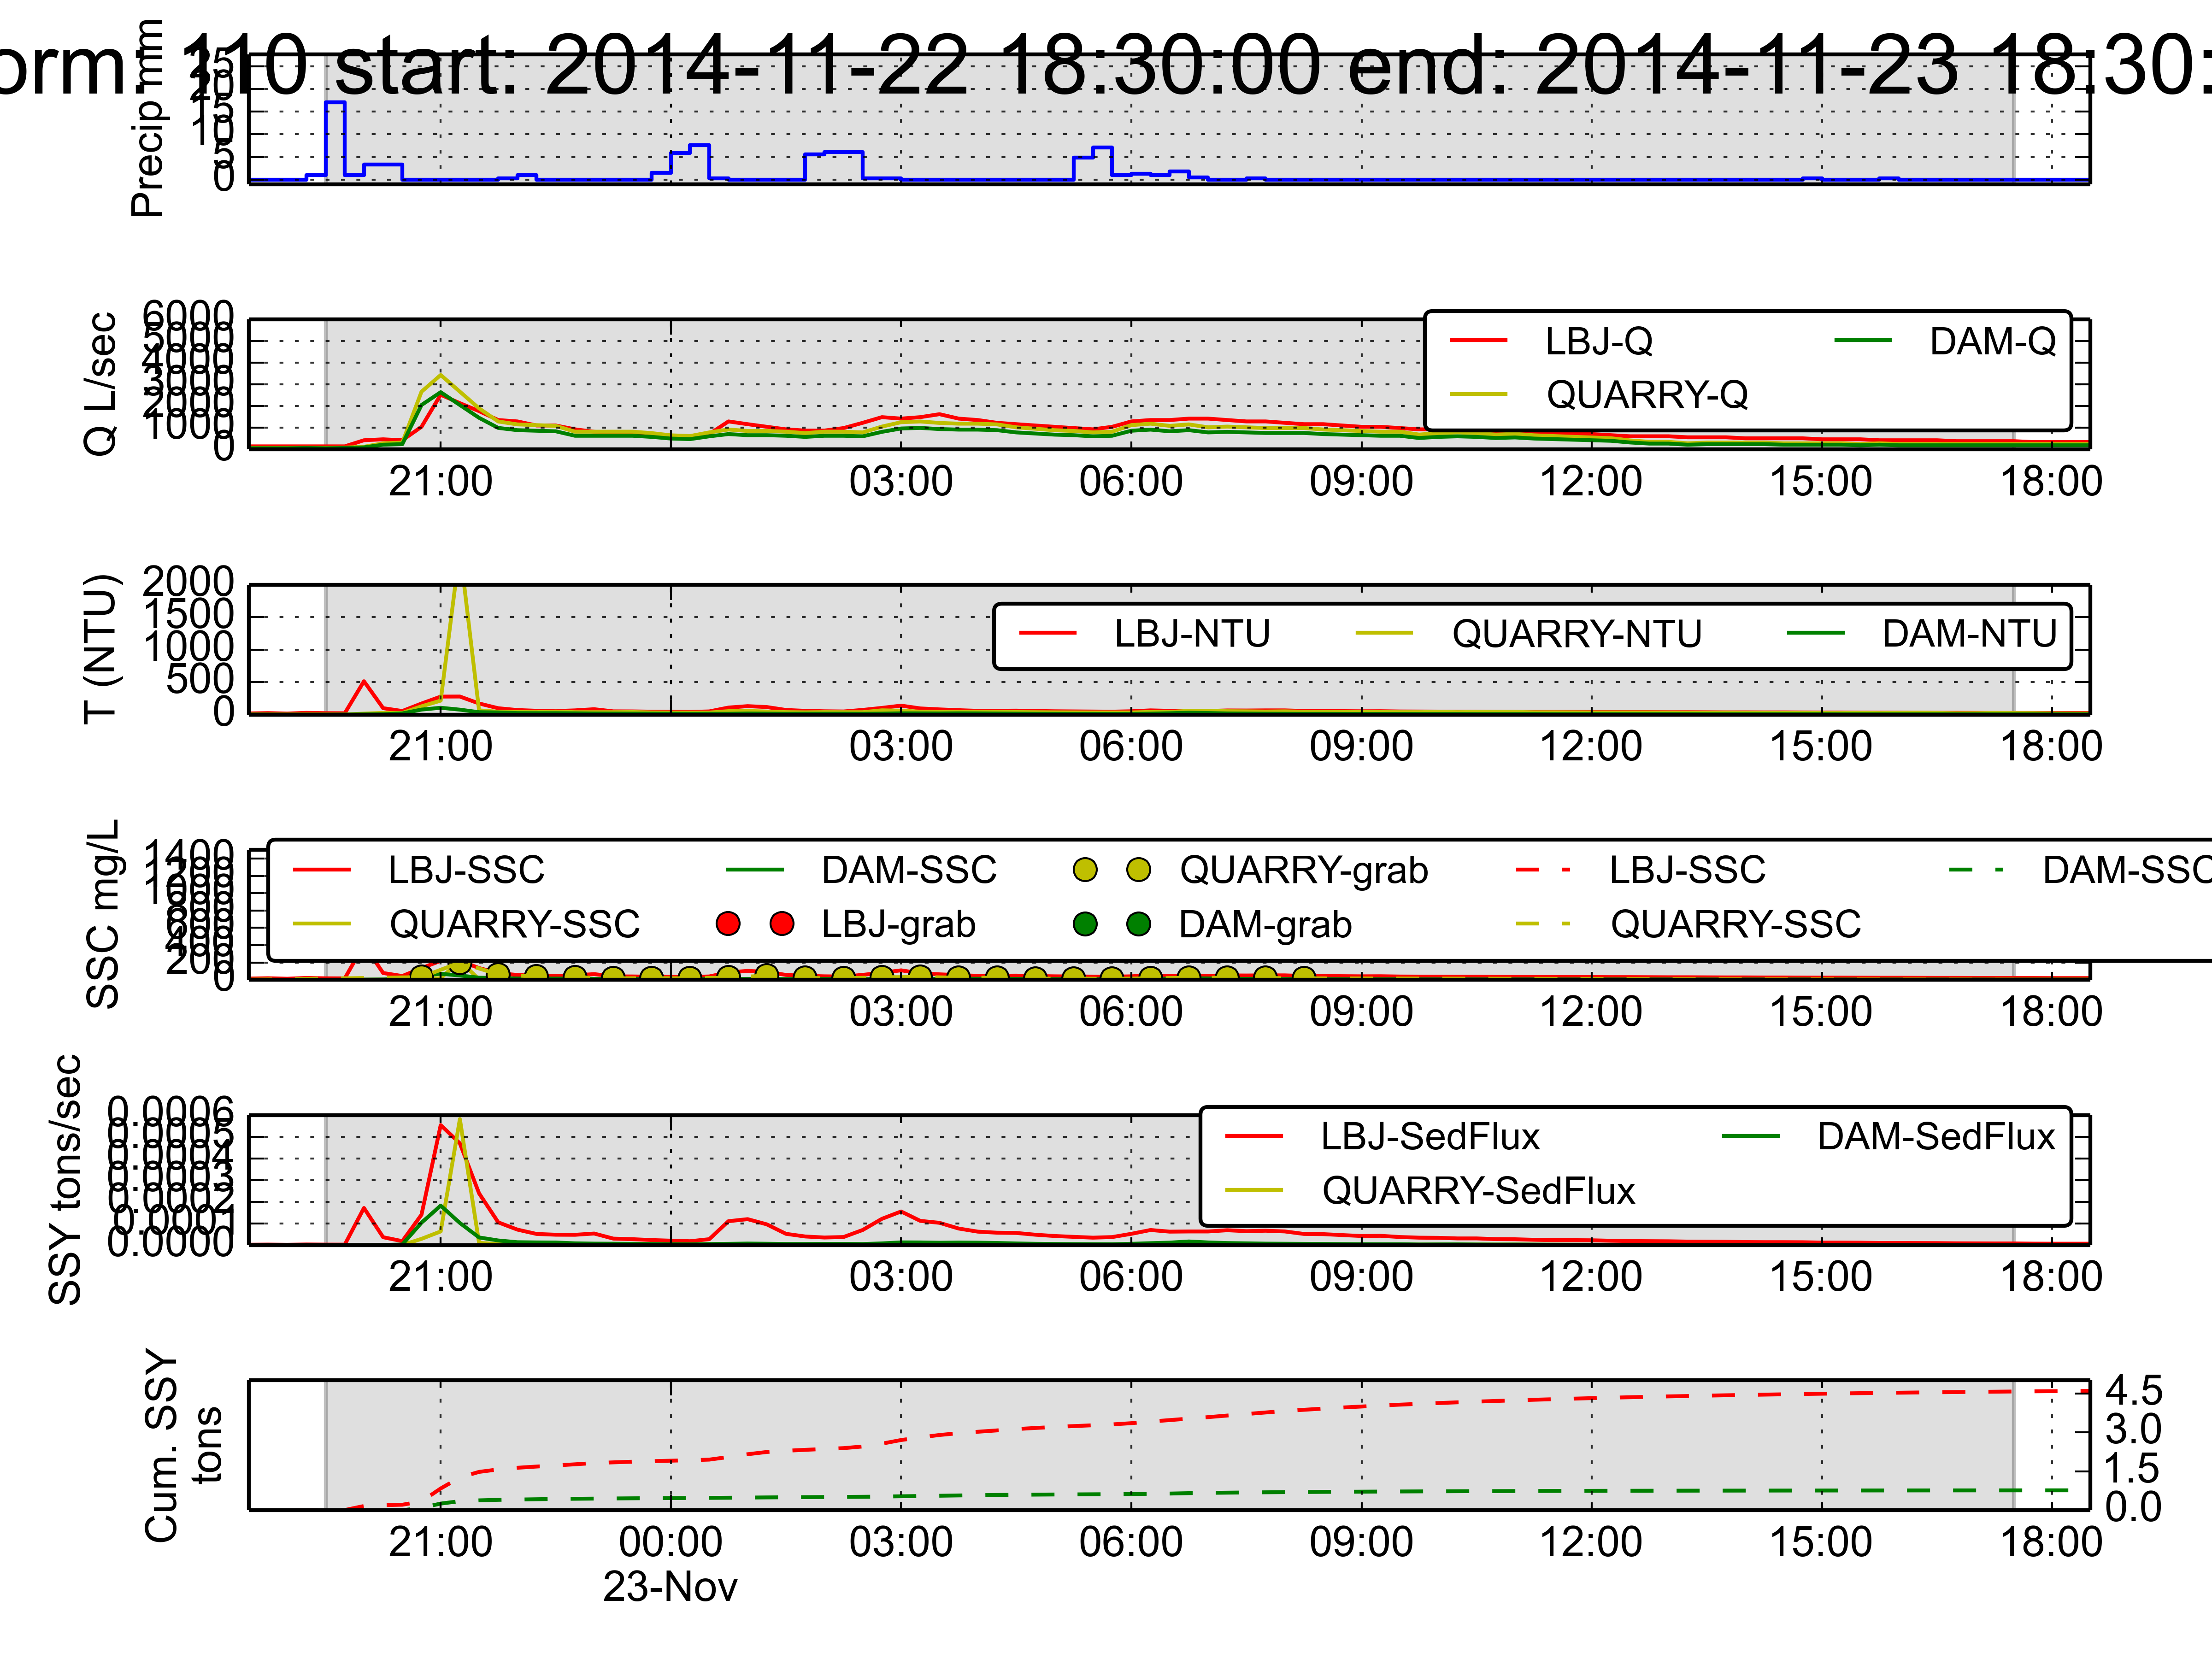 orm: 110 start: 2014-11-22 18:30:00 end: 2014-11-23 18:30:
Precip mm
25
15
10
5
0
Q L/sec
6000
5000
4000
3000
2000
1000
0
LBJ-Q
DAM-Q
QUARRY-Q
21:00 03:00 06:00 09:00 12:00 15:00 18:00
T (NTU)
2000
1500
1000
500
0
LBJ-NTU
QUARRY-NTU
DAM-NTU
21:00 03:00 06:00 09:00 12:00 15:00 18:00
SSC mg/L
1400
1200
400
200
0
LBJ-SSC
DAM-SSC
QUARRY-grab
LBJ-SSC
DAM-SSC
QUARRY-SSC
LBJ-grab
DAM-grab
QUARRY-SSC
21:00 03:00 06:00 09:00 12:00 15:00 18:00
SSY tons/sec
0.0006
0.0005
0.0004
0.0003
0.0002
0.0001
0.0000
LBJ-SedFlux
DAM-SedFlux
QUARRY-SedFlux
21:00 03:00 06:00 09:00 12:00 15:00 18:00
Cum. SSY
tons
4.5
3.0
1.5
0.0
21:00 00:00 03:00 06:00 09:00 12:00 15:00 18:00
23-Nov